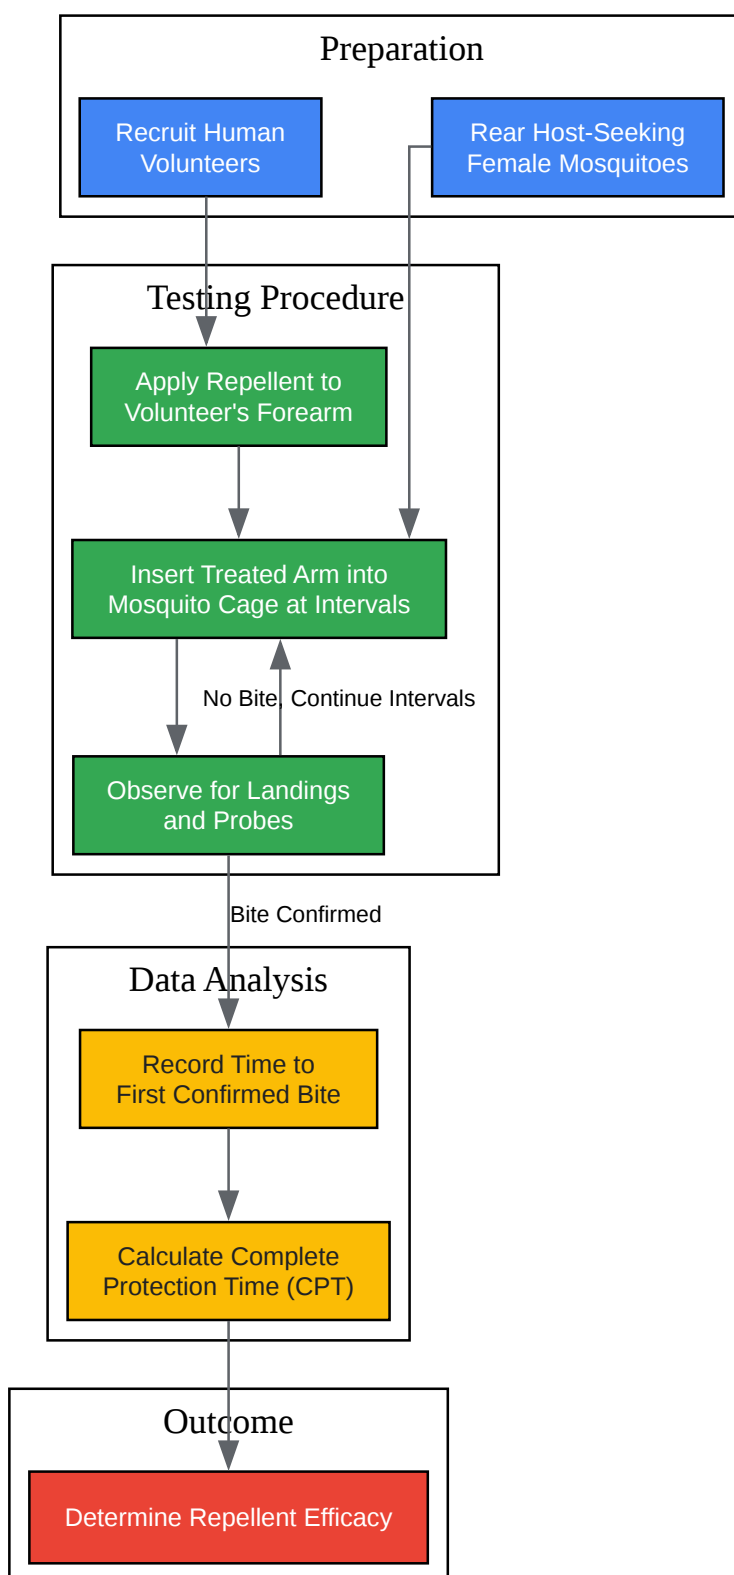 Preparation
Recruit Human
Volunteers
Rear Host-Seeking
Female Mosquitoes
Testing Procedure
Apply Repellent to
Volunteer's Forearm
Insert Treated Arm into
Mosquito Cage at Intervals
No Bite, Continue Intervals
Observe for Landings
and Probes
Bite Confirmed
Data Analysis
Record Time to
First Confirmed Bite
Calculate Complete
Protection Time (CPT)
Outcome
Determine Repellent Efficacy